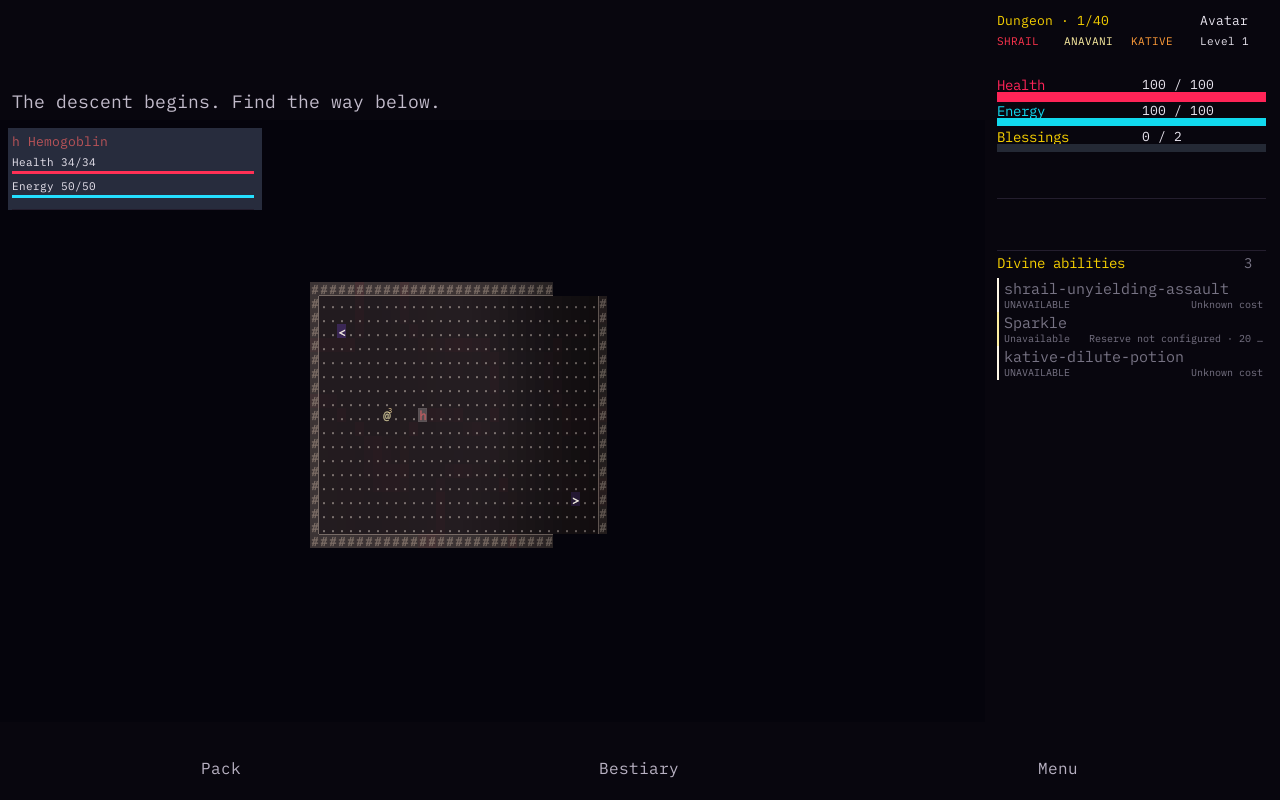 Dungeon · 1/40 Avatar
SHRAIL ANAVANI KATIVE Level 1
Health 100 / 100
Energy 100 / 100
Blessings 0 / 2
The descent begins. Find the way below.
h Hemogoblin
Health 34/34
Energy 50/50
Divine abilities 3
shrail-unyielding-assault
UNAVAILABLE Unknown cost
Sparkle
Unavailable Reserve not configured · 20 …
kative-dilute-potion
UNAVAILABLE Unknown cost
<
@ h
>
Pack Bestiary Menu